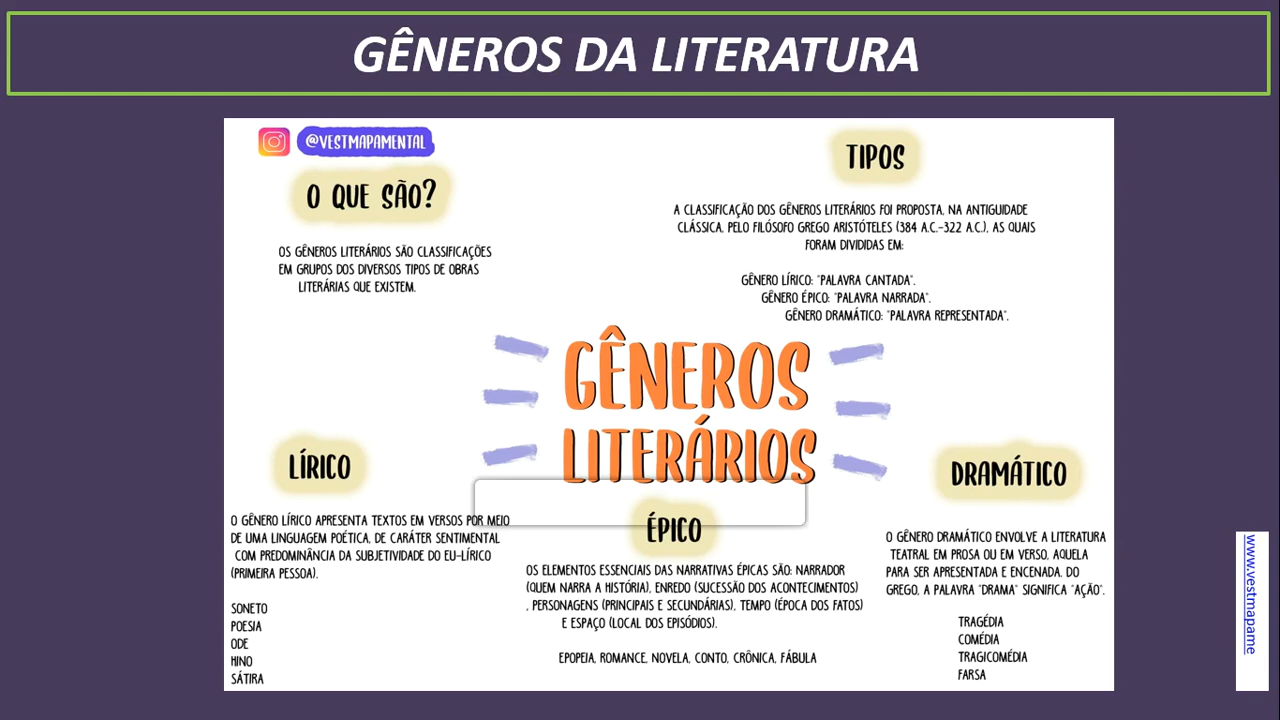 GÊNEROS DA LITERATURA
@VESTMAPAMENTAL
O QUE SÃO?
OS GÊNEROS LITERÁRIOS SÃO CLASSIFICAÇÕES
EM GRUPOS DOS DIVERSOS TIPOS DE OBRAS
LITERÁRIAS QUE EXISTEM.
TIPOS
A CLASSIFICAÇÃO DOS GÊNEROS LITERÁRIOS FOI PROPOSTA, NA ANTIGUIDADE
CLÁSSICA, PELO FILÓSOFO GREGO ARISTÓTELES (384 A.C.-322 A.C.), AS QUAIS
FORAM DIVIDIDAS EM:
GÊNERO LÍRICO: "PALAVRA CANTADA".
GÊNERO ÉPICO: "PALAVRA NARRADA".
GÊNERO DRAMÁTICO: "PALAVRA REPRESENTADA".
GÊNEROS
LITERÁRIOS
LÍRICO
O GÊNERO LÍRICO APRESENTA TEXTOS EM VERSOS POR MEIO
DE UMA LINGUAGEM POÉTICA, DE CARÁTER SENTIMENTAL
COM PREDOMINÂNCIA DA SUBJETIVIDADE DO EU-LÍRICO
(PRIMEIRA PESSOA).
SONETO
POESIA
ODE
HINO
SÁTIRA
ÉPICO
OS ELEMENTOS ESSENCIAIS DAS NARRATIVAS ÉPICAS SÃO: NARRADOR
(QUEM NARRA A HISTÓRIA), ENREDO (SUCESSÃO DOS ACONTECIMENTOS)
, PERSONAGENS (PRINCIPAIS E SECUNDÁRIAS), TEMPO (ÉPOCA DOS FATOS)
E ESPAÇO (LOCAL DOS EPISÓDIOS).
EPOPEIA, ROMANCE, NOVELA, CONTO, CRÔNICA, FÁBULA
DRAMÁTICO
O GÊNERO DRAMÁTICO ENVOLVE A LITERATURA
TEATRAL EM PROSA OU EM VERSO, AQUELA
PARA SER APRESENTADA E ENCENADA. DO
GREGO, A PALAVRA "DRAMA" SIGNIFICA "AÇÃO".
TRAGÉDIA
COMÉDIA
TRAGICOMÉDIA
FARSA
www.vestmapame